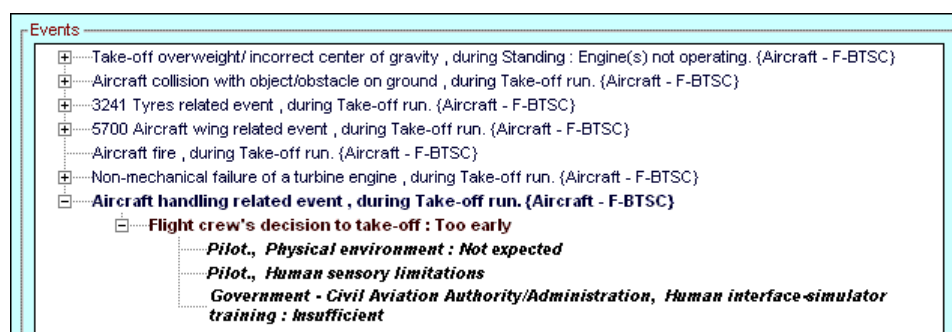 Events
Take-off overweight/ incorrect center of gravity , during Standing : Engine(s) not operating. {Aircraft - F-BTSC}
Aircraft collision with object/obstacle on ground , during Take-off run. {Aircraft - F-BTSC}
3241 Tyres related event , during Take-off run. {Aircraft - F-BTSC}
5700 Aircraft wing related event , during Take-off run. {Aircraft - F-BTSC}
Aircraft fire , during Take-off run. {Aircraft - F-BTSC}
Non-mechanical failure of a turbine engine , during Take-off run. {Aircraft - F-BTSC}
Aircraft handling related event , during Take-off run. {Aircraft - F-BTSC}
Flight crew's decision to take-off : Too early
Pilot., Physical environment : Not expected
Pilot., Human sensory limitations
Government - Civil Aviation Authority/Administration, Human interface-simulator
training : Insufficient